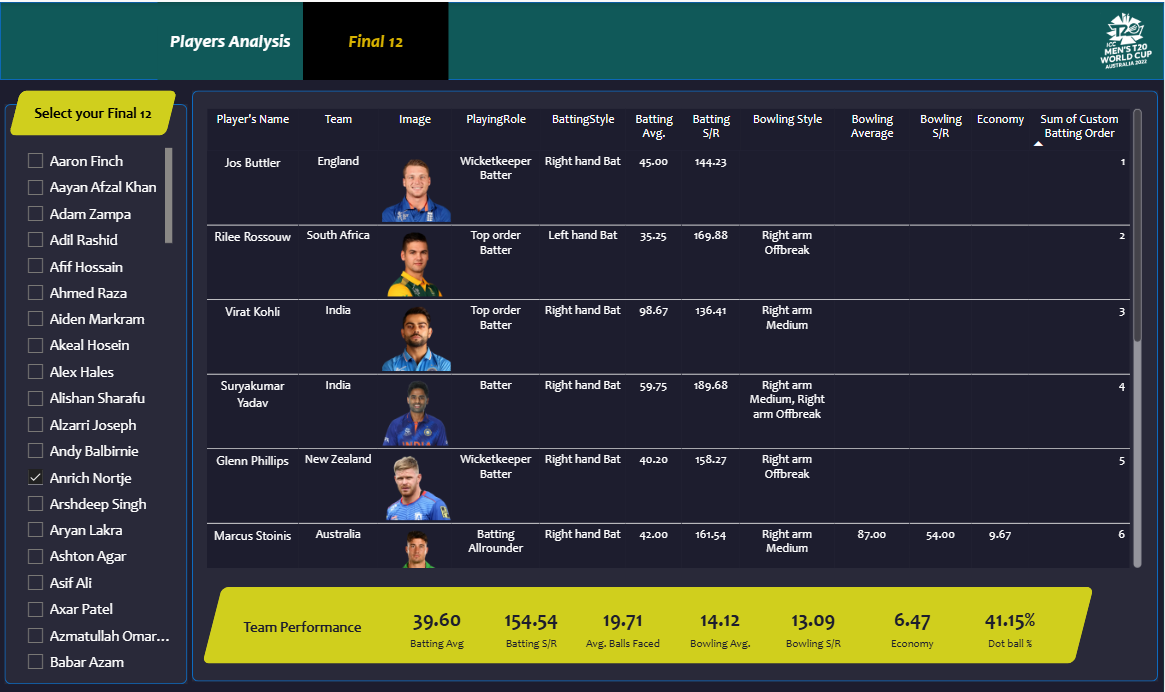 Players Analysis
Final 12
ICC
MEN'S T20
WORLD CUP
AUSTRALIA 2022
Select your Final 12
Aaron Finch
Aayan Afzal Khan
Adam Zampa
Adil Rashid
Afif Hossain
Ahmed Raza
Aiden Markram
Akeal Hosein
Alex Hales
Alishan Sharafu
Alzarri Joseph
Andy Balbirnie
Anrich Nortje
Arshdeep Singh
Aryan Lakra
Ashton Agar
Asif Ali
Axar Patel
Azmatullah Omar...
Babar Azam
Player's Name Team Image PlayingRole BattingStyle Batting Avg. Batting S/R Bowling Style Bowling Average Bowling S/R Economy Sum of Custom Batting Order
Jos Buttler England Wicketkeeper Batter Right hand Bat 45.00 144.23 1
Rilee Rossouw South Africa Top order Batter Left hand Bat 35.25 169.88 Right arm Offbreak 2
Virat Kohli India Top order Batter Right hand Bat 98.67 136.41 Right arm Medium 3
Suryakumar Yadav India Batter Right hand Bat 59.75 189.68 Right arm Medium, Right arm Offbreak 4
INDIA
Glenn Phillips New Zealand Wicketkeeper Batter Right hand Bat 40.20 158.27 Right arm Offbreak 5
Marcus Stoinis Australia Batting Allrounder Right hand Bat 42.00 161.54 Right arm Medium 87.00 54.00 9.67 6
Team Performance
39.60 154.54 19.71 14.12 13.09 6.47 41.15%
Batting Avg Batting S/R Avg. Balls Faced Bowling Avg. Bowling S/R Economy Dot ball %